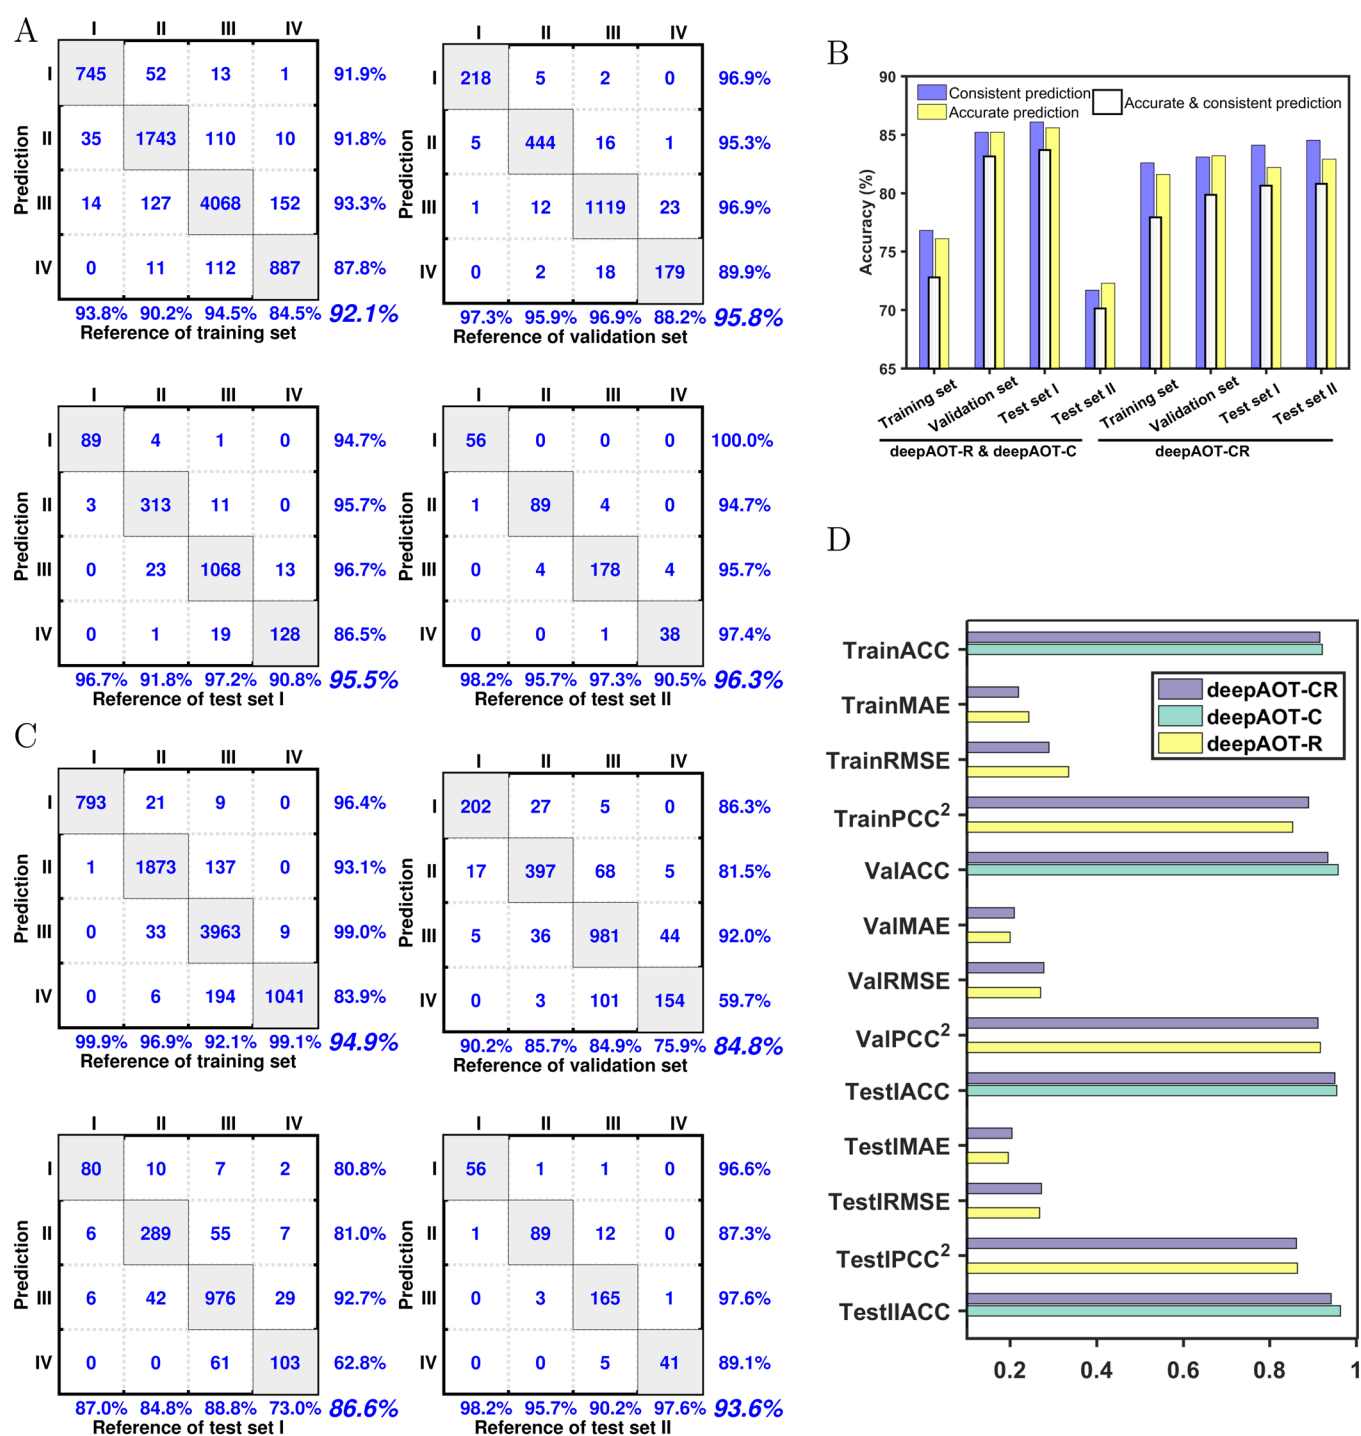 A
I II III IV
I 745 52 13 1 91.9%
II 35 1743 110 10 91.8%
III 14 127 4068 152 93.3%
IV 0 11 112 887 87.8%
93.8% 90.2% 94.5% 84.5% 92.1%
Prediction
Reference of training set
I II III IV
I 218 5 2 0 96.9%
II 5 444 16 1 95.3%
III 1 12 1119 23 96.9%
IV 0 2 18 179 89.9%
97.3% 95.9% 96.9% 88.2% 95.8%
Prediction
Reference of validation set
I II III IV
I 89 4 1 0 94.7%
II 3 313 11 0 95.7%
III 0 23 1068 13 96.7%
IV 0 1 19 128 86.5%
96.7% 91.8% 97.2% 90.8% 95.5%
Prediction
Reference of test set I
I II III IV
I 56 0 0 0 100.0%
II 1 89 4 0 94.7%
III 0 4 178 4 95.7%
IV 0 0 1 38 97.4%
98.2% 95.7% 97.3% 90.5% 96.3%
Prediction
Reference of test set II
B
90
85
80
75
70
65
Accuracy (%)
Consistent prediction
Accurate prediction
Accurate & consistent prediction
Training set
Validation set
Test set I
Test set II
Training set
Validation set
Test set I
Test set II
deepAOT-R & deepAOT-C
deepAOT-CR
C
I II III IV
I 793 21 9 0 96.4%
II 1 1873 137 0 93.1%
III 0 33 3963 9 99.0%
IV 0 6 194 1041 83.9%
99.9% 96.9% 92.1% 99.1% 94.9%
Prediction
Reference of training set
I II III IV
I 202 27 5 0 86.3%
II 17 397 68 5 81.5%
III 5 36 981 44 92.0%
IV 0 3 101 154 59.7%
90.2% 85.7% 84.9% 75.9% 84.8%
Prediction
Reference of validation set
I II III IV
I 80 10 7 2 80.8%
II 6 289 55 7 81.0%
III 6 42 976 29 92.7%
IV 0 0 61 103 62.8%
87.0% 84.8% 88.8% 73.0% 86.6%
Prediction
Reference of test set I
I II III IV
I 56 1 1 0 96.6%
II 1 89 12 0 87.3%
III 0 3 165 1 97.6%
IV 0 0 5 41 89.1%
98.2% 95.7% 90.2% 97.6% 93.6%
Prediction
Reference of test set II
D
TrainACC
TrainMAE
TrainRMSE
TrainPCC²
ValACC
ValMAE
ValRMSE
ValPCC²
TestIACC
TestIMAE
TestIRMSE
TestIPCC²
TestIIACC
deepAOT-CR
deepAOT-C
deepAOT-R
0.2 0.4 0.6 0.8 1